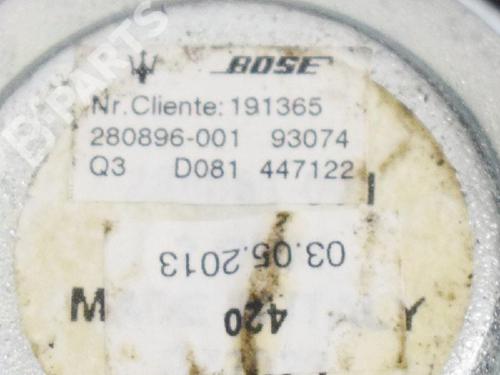 BOSE
Nr.Cliente: 191365
280896-001 93074
Q3 D081 447122
03.05.2013
420
B-PARTS